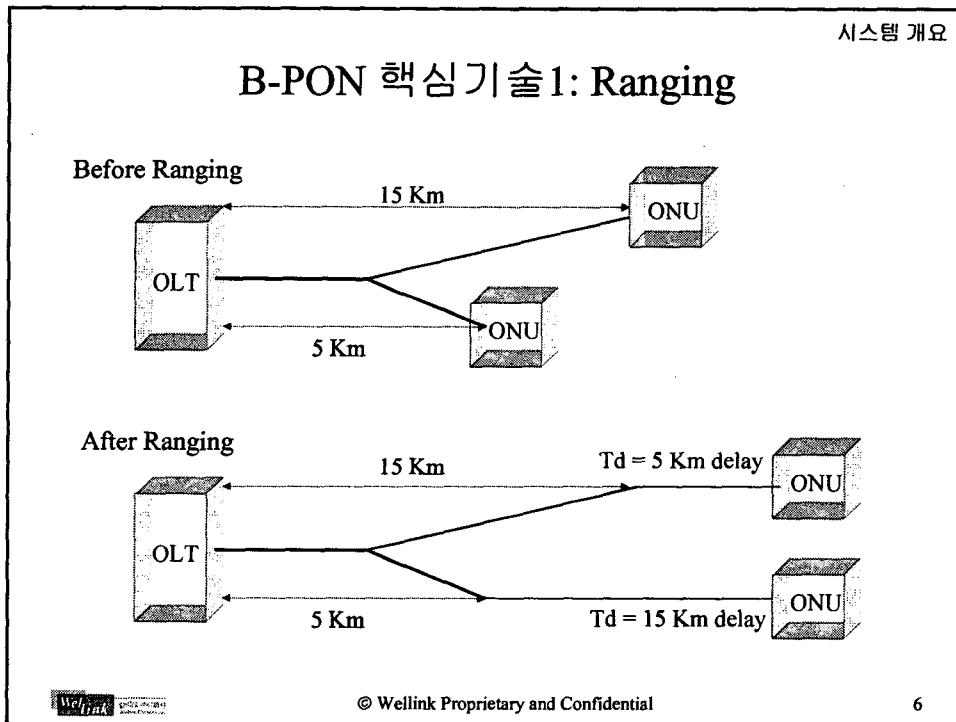 시스템 개요
B-PON 핵심기술1: Ranging
Before Ranging
15 Km
ONU
OLT
ONU
5 Km
After Ranging
15 Km
Td = 5 Km delay
ONU
OLT
ONU
5 Km
Td = 15 Km delay
Wellink
© Wellink Proprietary and Confidential
6